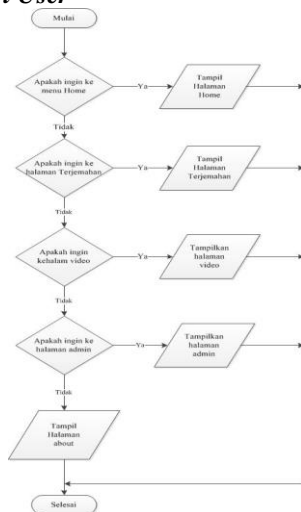 User
Mulai
Apakah ingin ke
menu Home
Ya
Tampil
Halaman
Home
Tidak
Apakah ingin ke
halaman Terjemahan
Ya
Tampil
Halaman
Terjemahan
Tidak
Apakah ingin
kehalam video
Ya
Tampilkan
halaman
video
Tidak
Apakah ingin ke
halaman admin
Ya
Tampilkan
halaman
admin
Tidak
Tampil
Halaman
about
Selesai